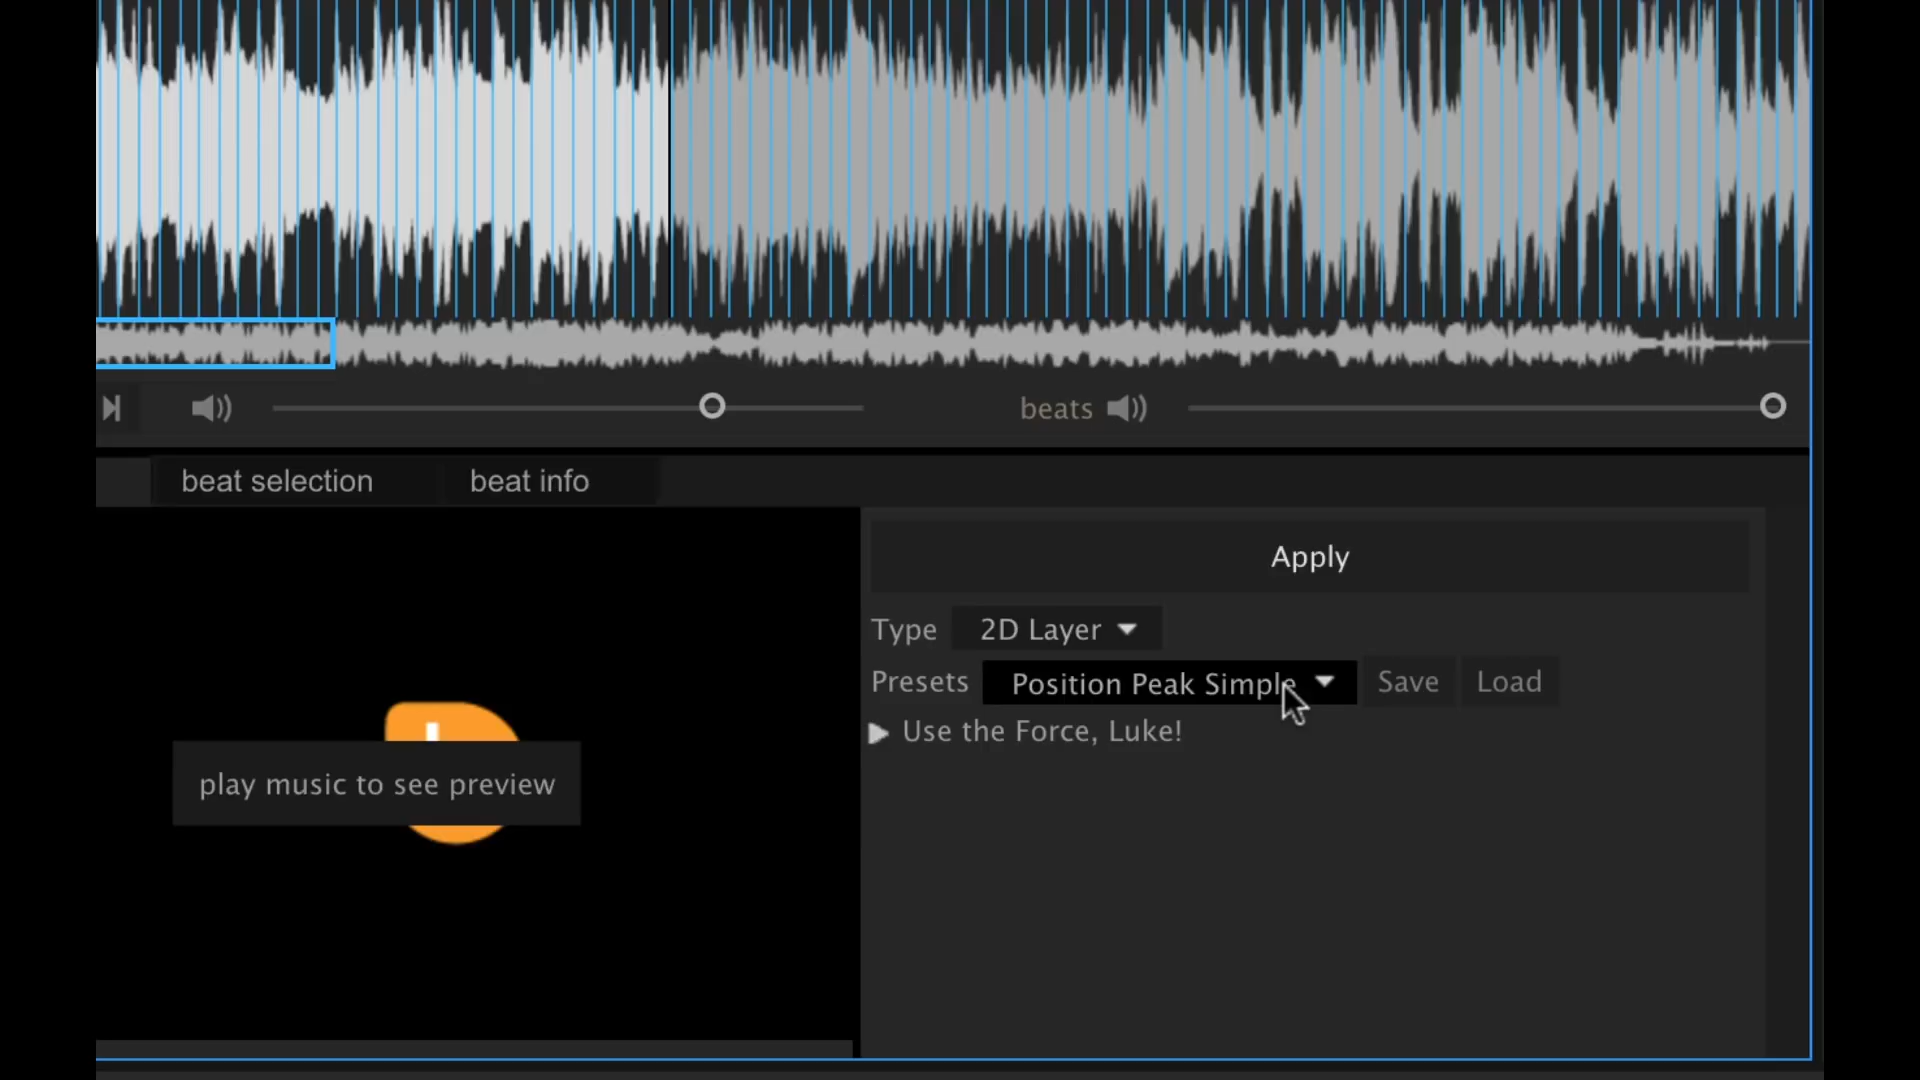 beats
beat selection
beat info
Apply
Type 2D Layer
Presets Position Peak Simple Save Load
Use the Force, Luke!
play music to see preview